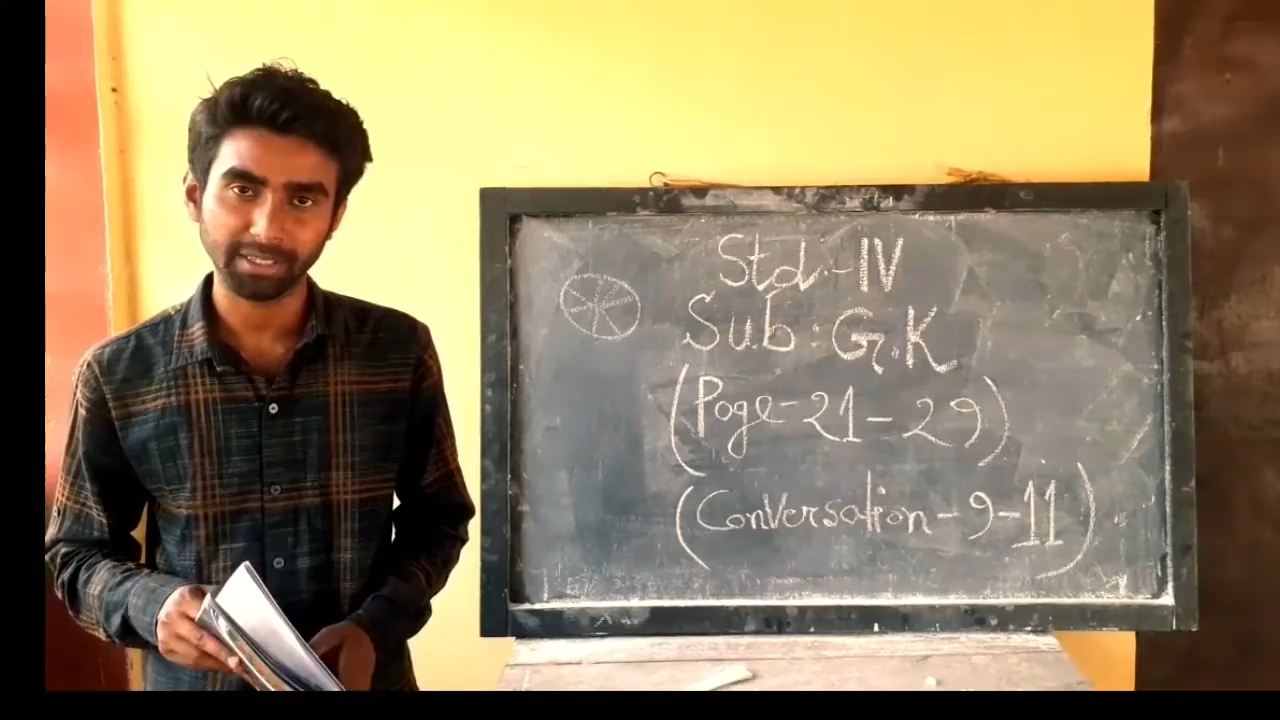 Std:-IV
Sub: G.K
(Page-21-29)
(Conversation-9-11)